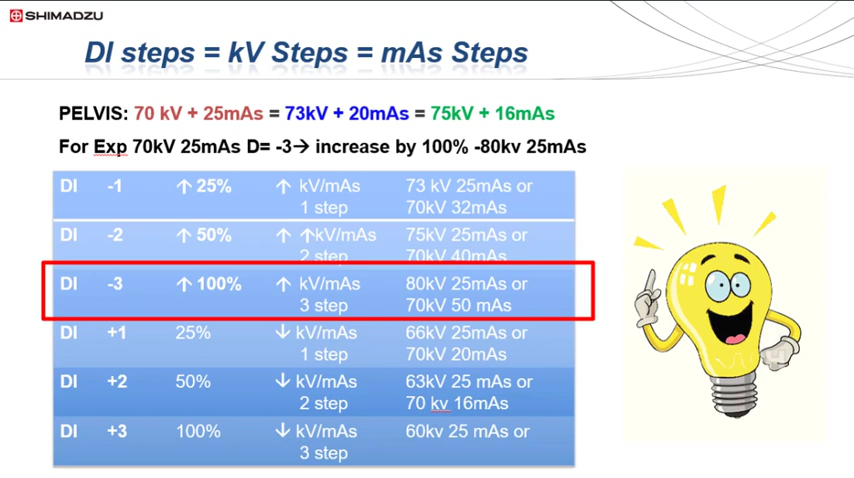 SHIMADZU
DI steps = kV Steps = mAs Steps
PELVIS: 70 kV + 25mAs = 73kV + 20mAs = 75kV + 16mAs
For Exp 70kV 25mAs D= -3→ increase by 100% -80kv 25mAs
DI -1 ↑ 25% ↑ kV/mAs 73 kV 25mAs or
1 step 70kV 32mAs
DI -2 ↑ 50% ↑ ↑kV/mAs 75kV 25mAs or
2 step 70kV 40mAs
DI -3 ↑ 100% ↑ kV/mAs 80kV 25mAs or
3 step 70kV 50 mAs
DI +1 25% ↓ kV/mAs 66kV 25mAs or
1 step 70kV 20mAs
DI +2 50% ↓ kV/mAs 63kV 25 mAs or
2 step 70 kv 16mAs
DI +3 100% ↓ kV/mAs 60kv 25 mAs or
3 step